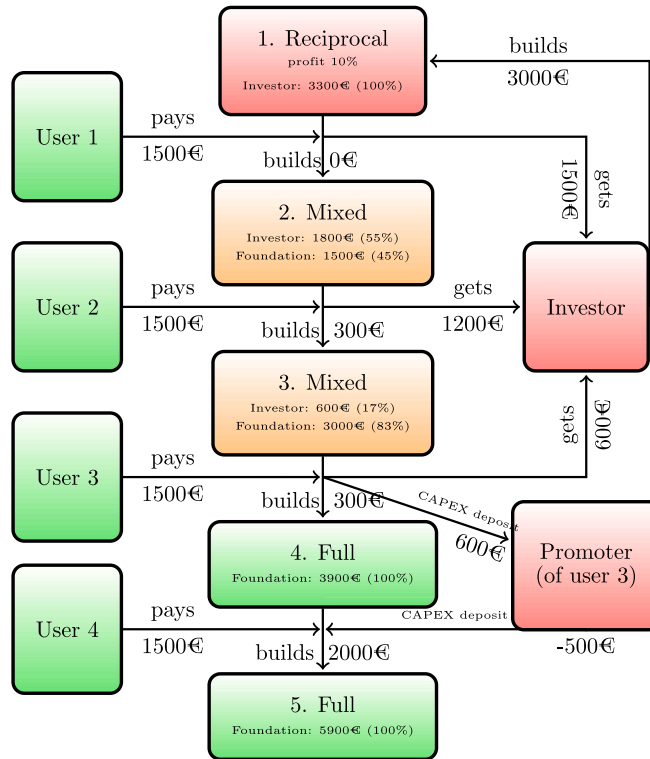 1. Reciprocal
profit 10%
Investor: 3300€ (100%)
builds
3000€
User 1
pays
1500€
builds 0€
gets
1500€
2. Mixed
Investor: 1800€ (55%)
Foundation: 1500€ (45%)
User 2
pays
1500€
builds 300€
gets
1200€
Investor
3. Mixed
Investor: 600€ (17%)
Foundation: 3000€ (83%)
gets
600€
User 3
pays
1500€
builds 300€
CAPEX deposit
600€
Promoter
(of user 3)
4. Full
Foundation: 3900€ (100%)
User 4
pays
1500€
builds 2000€
CAPEX deposit
-500€
5. Full
Foundation: 5900€ (100%)